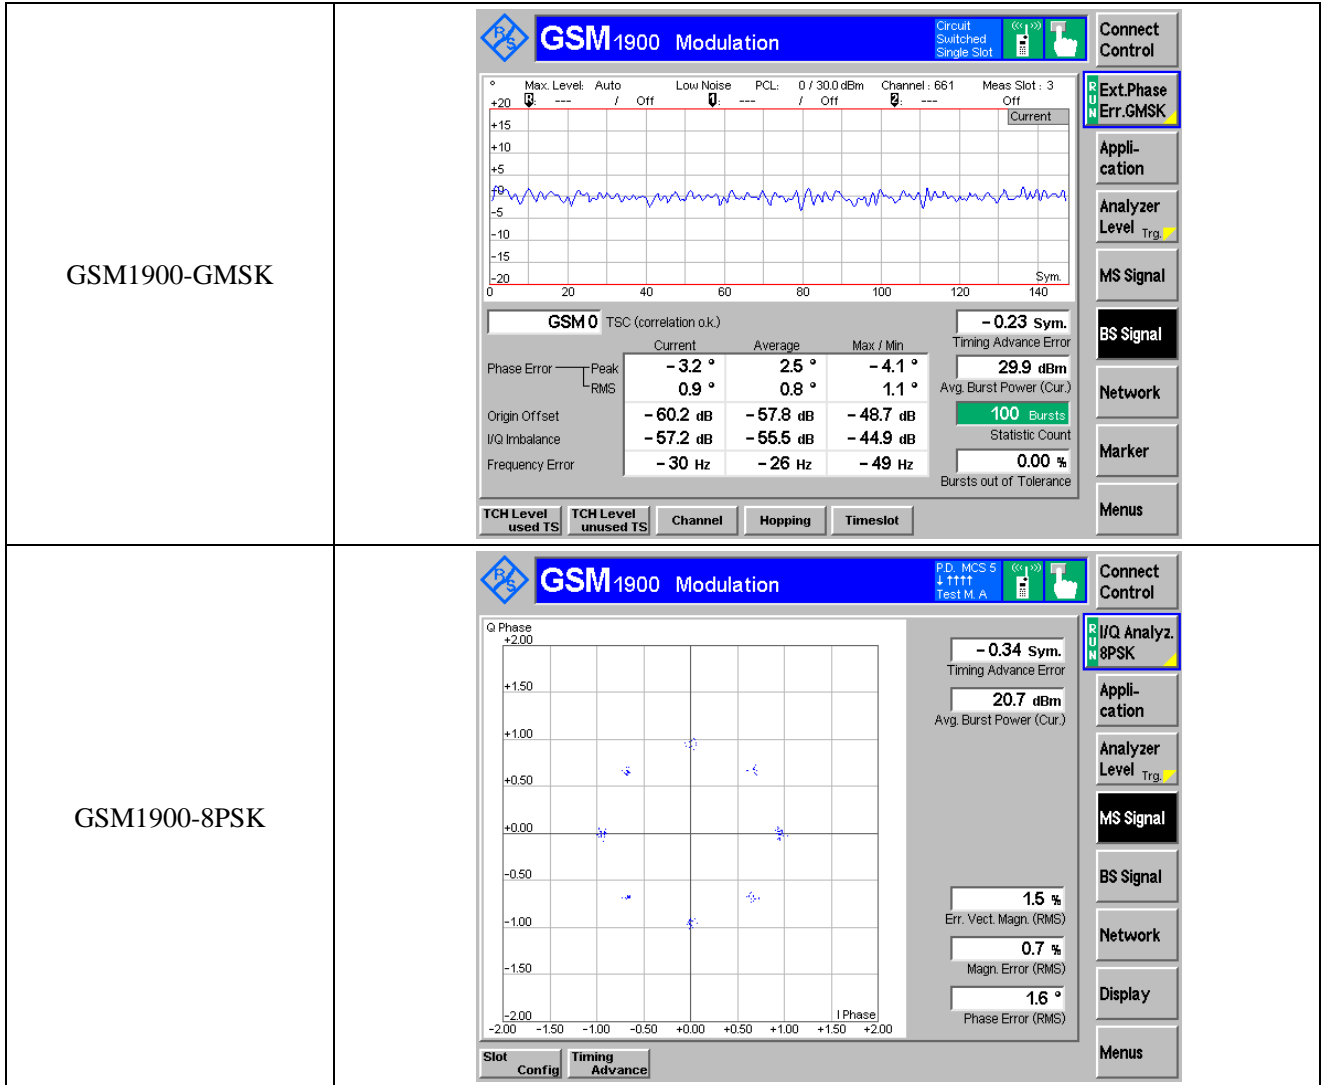 GSM1900-GMSK
R&S
GSM1900 Modulation
Circuit
Switched
Single Slot
Connect
Control
° Max. Level: Auto Low Noise PCL: 0 / 30.0 dBm Channel : 661 Meas Slot : 3
R: --- / Off 1: --- / Off 2: --- Off
Current
+20
+15
+10
+5
+0
-5
-10
-15
-20
Sym.
0 20 40 60 80 100 120 140
RUN
Ext.Phase
Err.GMSK
Appli-
cation
Analyzer
Level Trg.
MS Signal
BS Signal
Network
Marker
Menus
GSM 0 TSC (correlation o.k.)
Current Average Max / Min
Phase Error Peak – 3.2 ° 2.5 ° – 4.1 °
RMS 0.9 ° 0.8 ° 1.1 °
Origin Offset – 60.2 dB – 57.8 dB – 48.7 dB
I/Q Imbalance – 57.2 dB – 55.5 dB – 44.9 dB
Frequency Error – 30 Hz – 26 Hz – 49 Hz
– 0.23 Sym.
Timing Advance Error
29.9 dBm
Avg. Burst Power (Cur.)
100 Bursts
Statistic Count
0.00 %
Bursts out of Tolerance
TCH Level
used TS
TCH Level
unused TS
Channel
Hopping
Timeslot
GSM1900-8PSK
R&S
GSM1900 Modulation
P.D. MCS 5
↓ ↑↑↑↑
Test M. A
Connect
Control
Q Phase
+2.00
+1.50
+1.00
+0.50
+0.00
-0.50
-1.00
-1.50
-2.00
I Phase
-2.00 -1.50 -1.00 -0.50 +0.00 +0.50 +1.00 +1.50 +2.00
– 0.34 Sym.
Timing Advance Error
20.7 dBm
Avg. Burst Power (Cur.)
1.5 %
Err. Vect. Magn. (RMS)
0.7 %
Magn. Error (RMS)
1.6 °
Phase Error (RMS)
RUN
I/Q Analyz.
8PSK
Appli-
cation
Analyzer
Level Trg.
MS Signal
BS Signal
Network
Display
Menus
Slot
Config
Timing
Advance